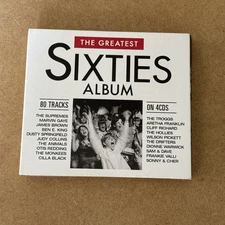 THE GREATEST
SIXTIES
ALBUM
80 TRACKS
THE SUPREMES
MARVIN GAYE
JAMES BROWN
BEN E. KING
DUSTY SPRINGFIELD
JUDY COLLINS
THE ANIMALS
OTIS REDDING
THE MONKEES
CILLA BLACK
ON 4CDS
THE TROGGS
ARETHA FRANKLIN
CLIFF RICHARD
THE HOLLIES
WILSON PICKETT
THE DRIFTERS
DIONNE WARWICK
SAM & DAVE
FRANKIE VALLI
SONNY & CHER